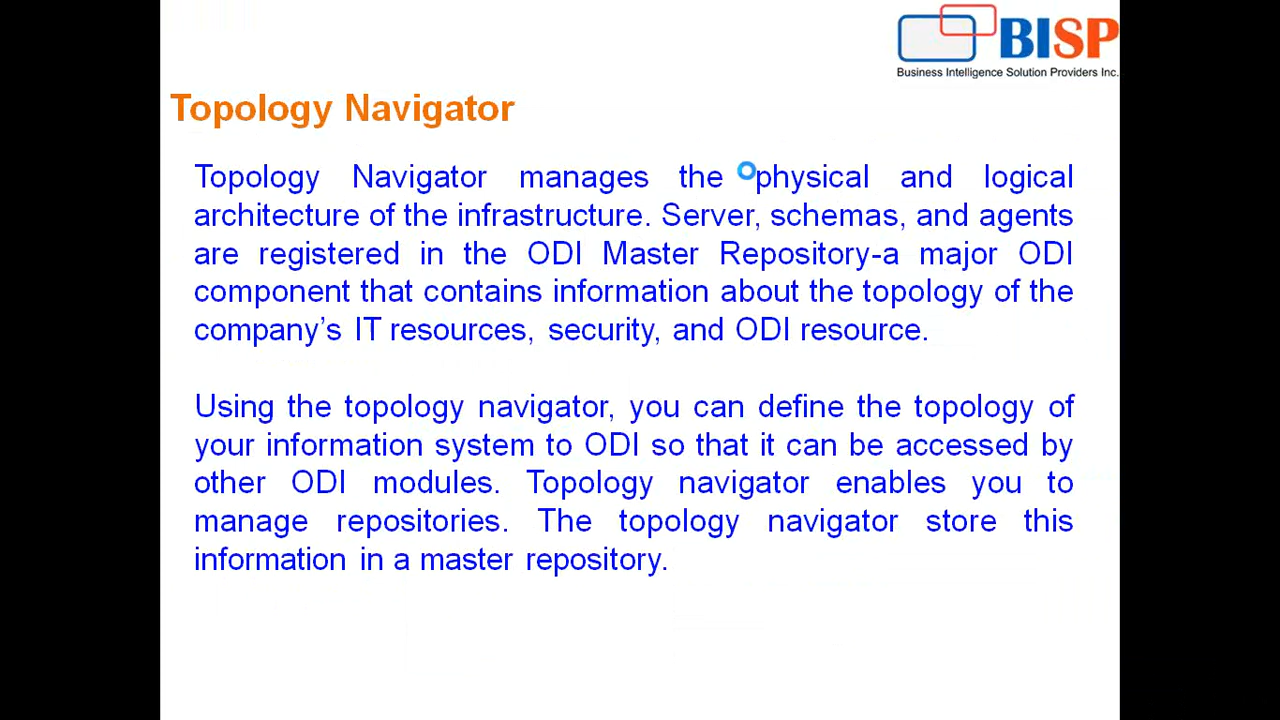 BISP
Business Intelligence Solution Providers Inc.
Topology Navigator
Topology Navigator manages the physical and logical
architecture of the infrastructure. Server, schemas, and agents
are registered in the ODI Master Repository-a major ODI
component that contains information about the topology of the
company’s IT resources, security, and ODI resource.
Using the topology navigator, you can define the topology of
your information system to ODI so that it can be accessed by
other ODI modules. Topology navigator enables you to
manage repositories. The topology navigator store this
information in a master repository.